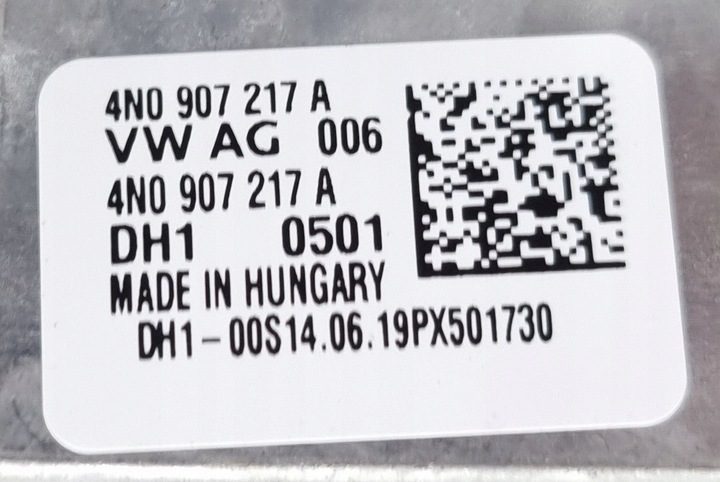 4N0 907 217 A
VW AG 006
4N0 907 217 A
DH1 0501
MADE IN HUNGARY
DH1-00S14.06.19PX501730